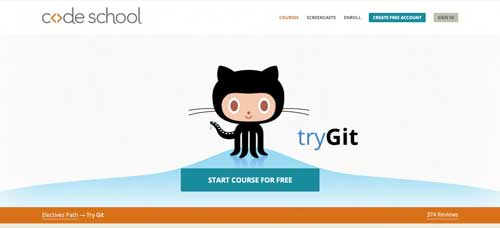 code school
COURSES SCREENCASTS ENROLL CREATE FREE ACCOUNT SIGN IN
tryGit
START COURSE FOR FREE
Electives Path → Try Git 374 Reviews